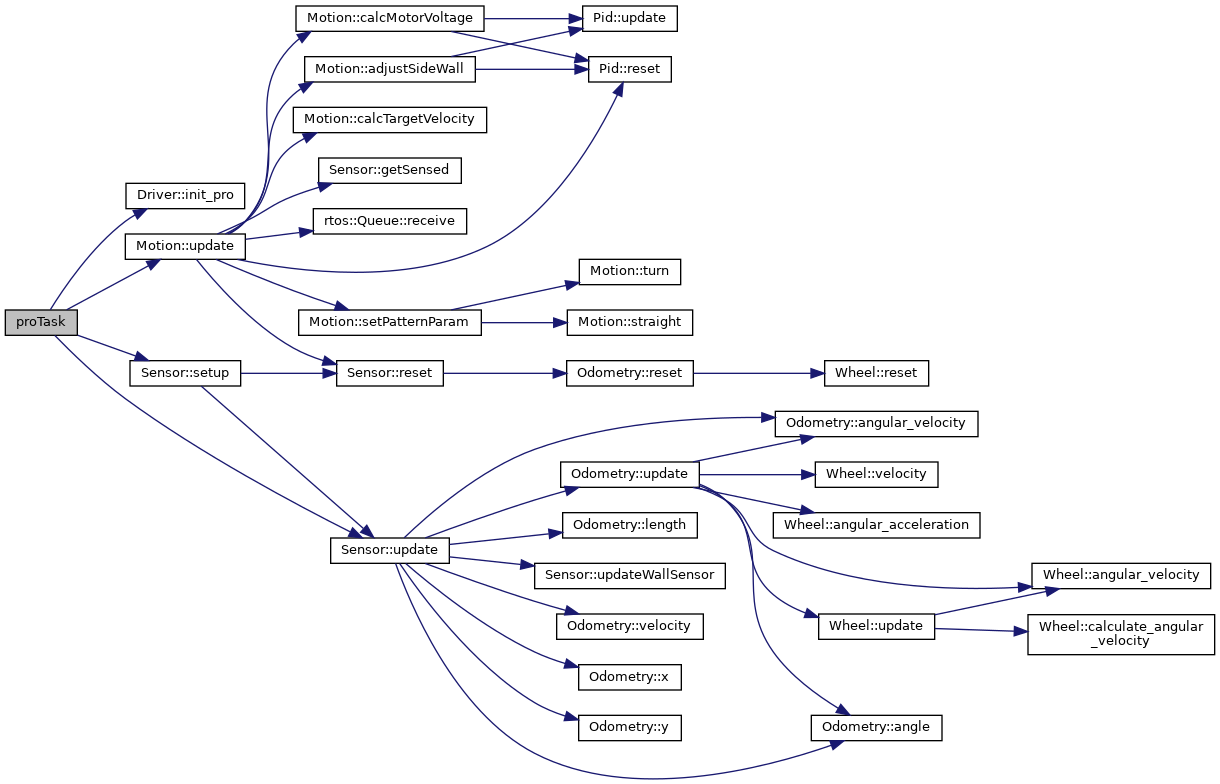 Motion::calcMotorVoltage
Pid::update
Motion::adjustSideWall
Pid::reset
Motion::calcTargetVelocity
Sensor::getSensed
Driver::init_pro
rtos::Queue::receive
Motion::update
Motion::turn
proTask
Motion::setPatternParam
Motion::straight
Sensor::setup
Sensor::reset
Odometry::reset
Wheel::reset
Odometry::angular_velocity
Odometry::update
Wheel::velocity
Odometry::length
Wheel::angular_acceleration
Sensor::update
Sensor::updateWallSensor
Wheel::angular_velocity
Odometry::velocity
Wheel::update
Wheel::calculate_angular
_velocity
Odometry::x
Odometry::y
Odometry::angle